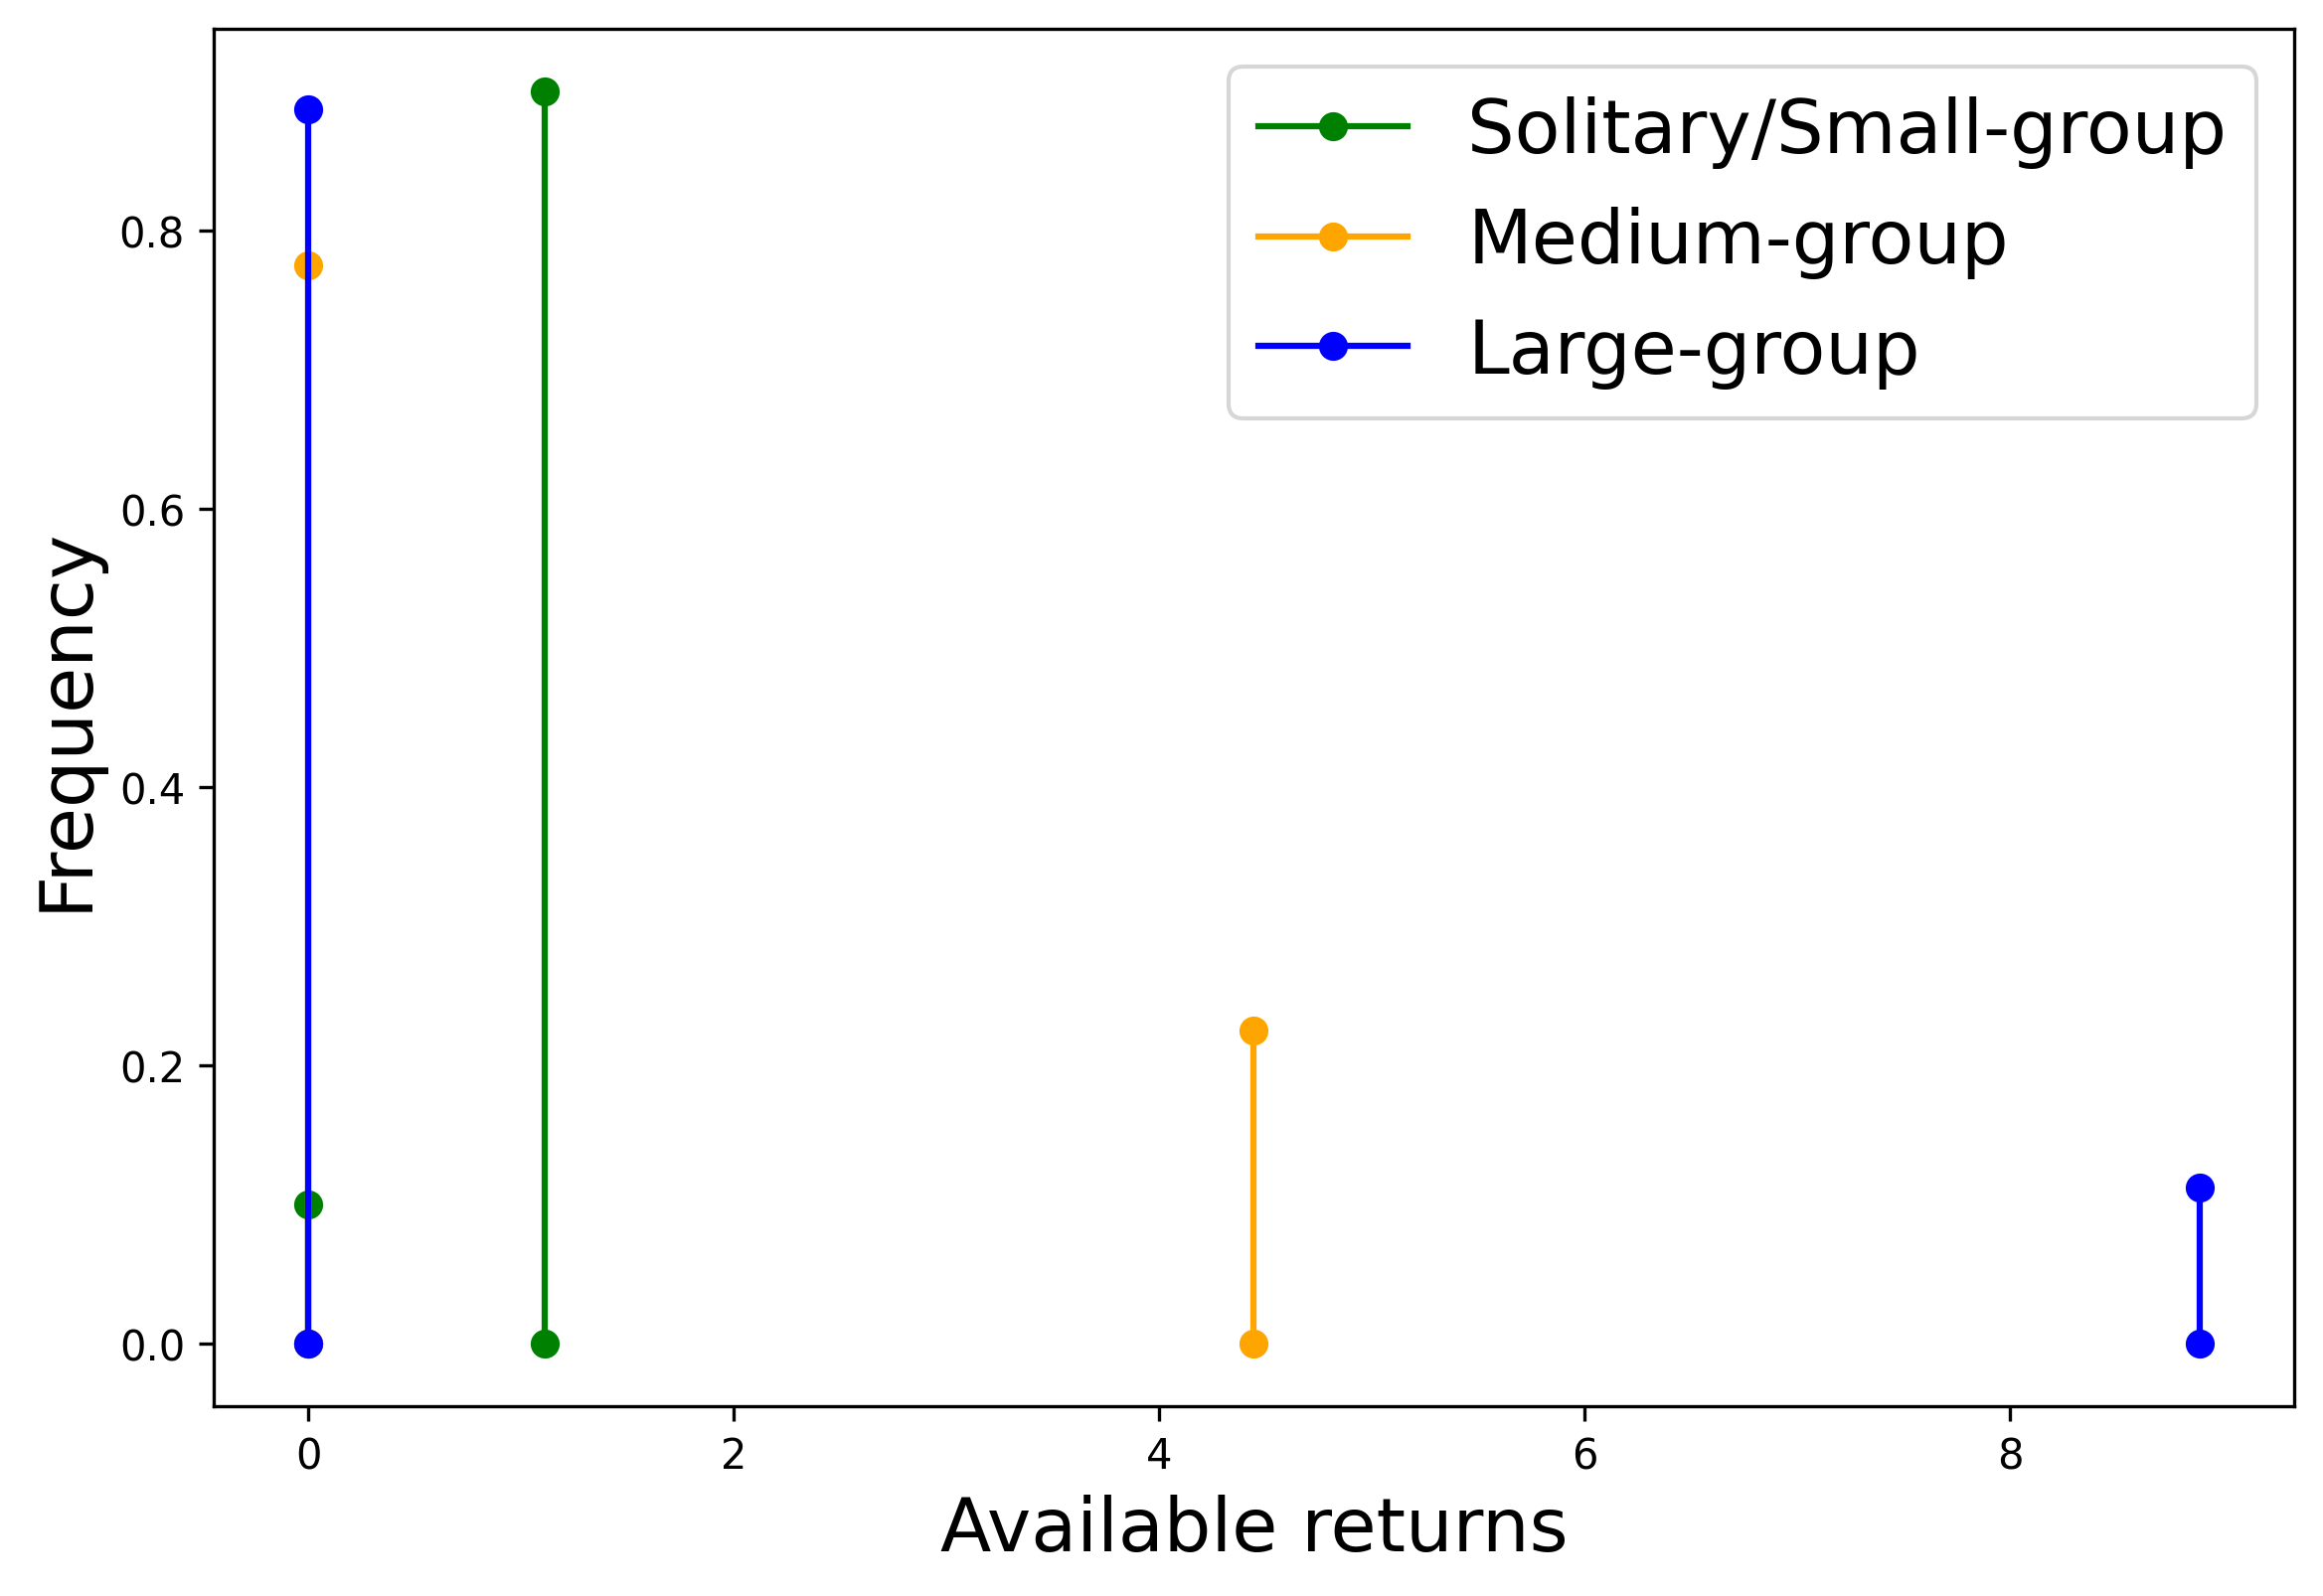 Solitary/Small-group
Medium-group
Large-group
Frequency
0.8
0.6
0.4
0.2
0.0
0 2 4 6 8
Available returns